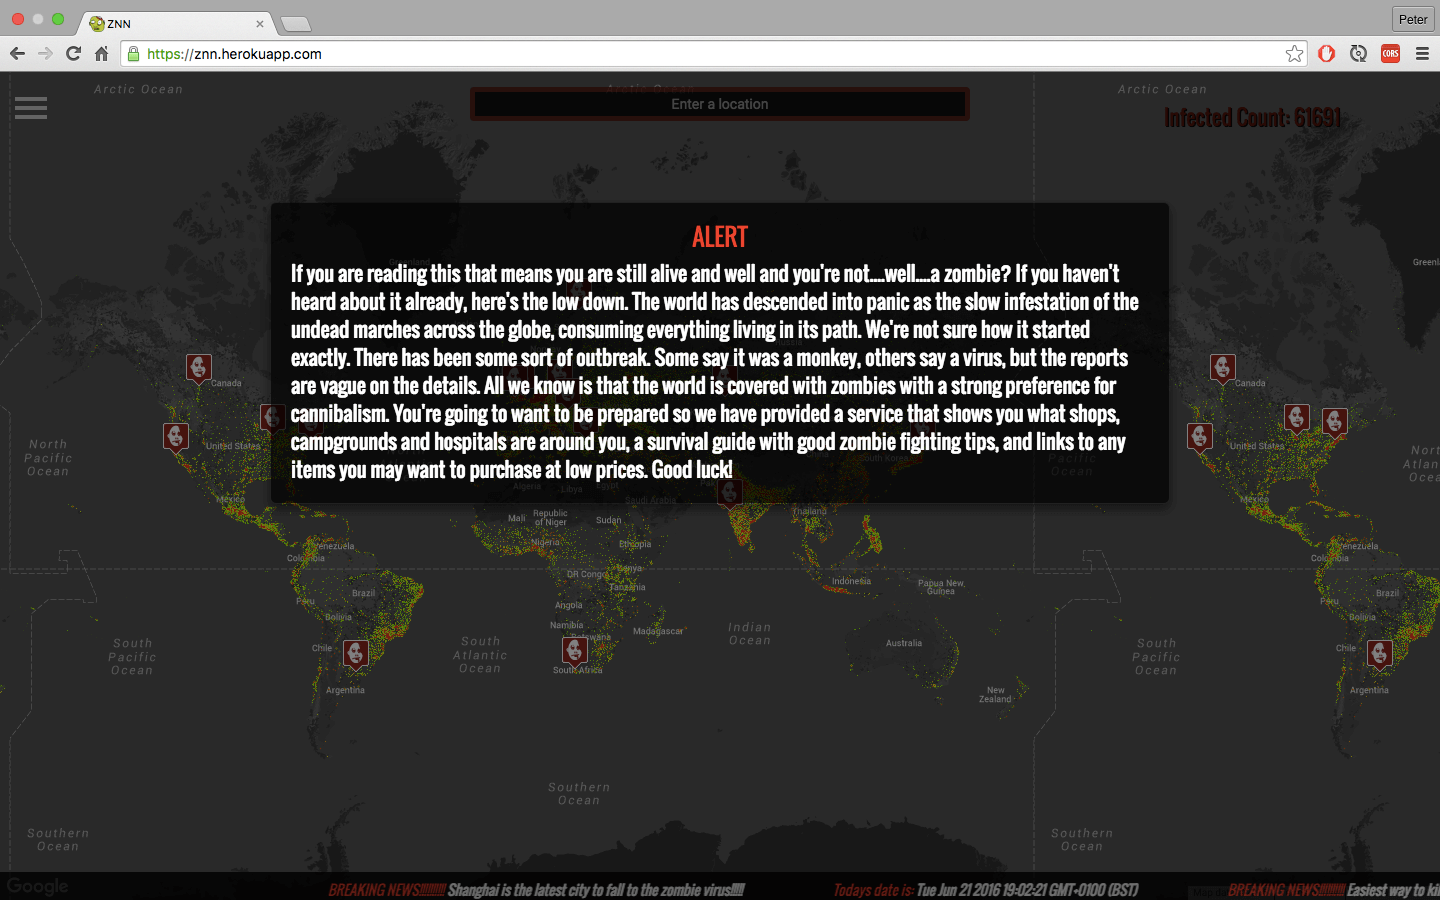 ZNN
Peter
https://znn.herokuapp.com
CORS
Arctic Ocean
Arctic Ocean
Arctic Ocean
Enter a location
Infected Count: 61691
ALERT
If you are reading this that means you are still alive and well and you're not....well....a zombie? If you haven't
heard about it already, here's the low down. The world has descended into panic as the slow infestation of the
undead marches across the globe, consuming everything living in its path. We're not sure how it started
exactly. There has been some sort of outbreak. Some say it was a monkey, others say a virus, but the reports
are vague on the details. All we know is that the world is covered with zombies with a strong preference for
cannibalism. You're going to want to be prepared so we have provided a service that shows you what shops,
campgrounds and hospitals are around you, a survival guide with good zombie fighting tips, and links to any
items you may want to purchase at low prices. Good luck!
Greenl
Canada
Canada
North
Pacific
Ocean
United States
United States
North
Atlan
Ocea
Mexico
Mexico
Algeria
Libya
Egypt
Saudi Arabia
Mali
Republic
of Niger
Sudan
Thailand
Nigeria
Ethiopia
Venezuela
Colombia
Venezuela
Colombia
DR Congo
Kenya
Tanzania
Indonesia
Papua New
Guinea
Peru
Brazil
Peru
Brazil
Angola
Bolivia
Bolivia
Namibia
Botswana
Madagascar
Indian
Ocean
South
Pacific
Ocean
Chile
South
Atlantic
Ocean
Australia
South
Pacific
Ocean
Chile
South Africa
Argentina
New
Zealand
Argentina
Southern
Ocean
Southern
Ocean
Southern
Ocean
Google
BREAKING NEWS!!!!!!!!! Shanghai is the latest city to fall to the zombie virus!!!!! Todays date is: Tue Jun 21 2016 19:02:21 GMT+0100 (BST) BREAKING NEWS!!!!!!!!! Easiest way to kil